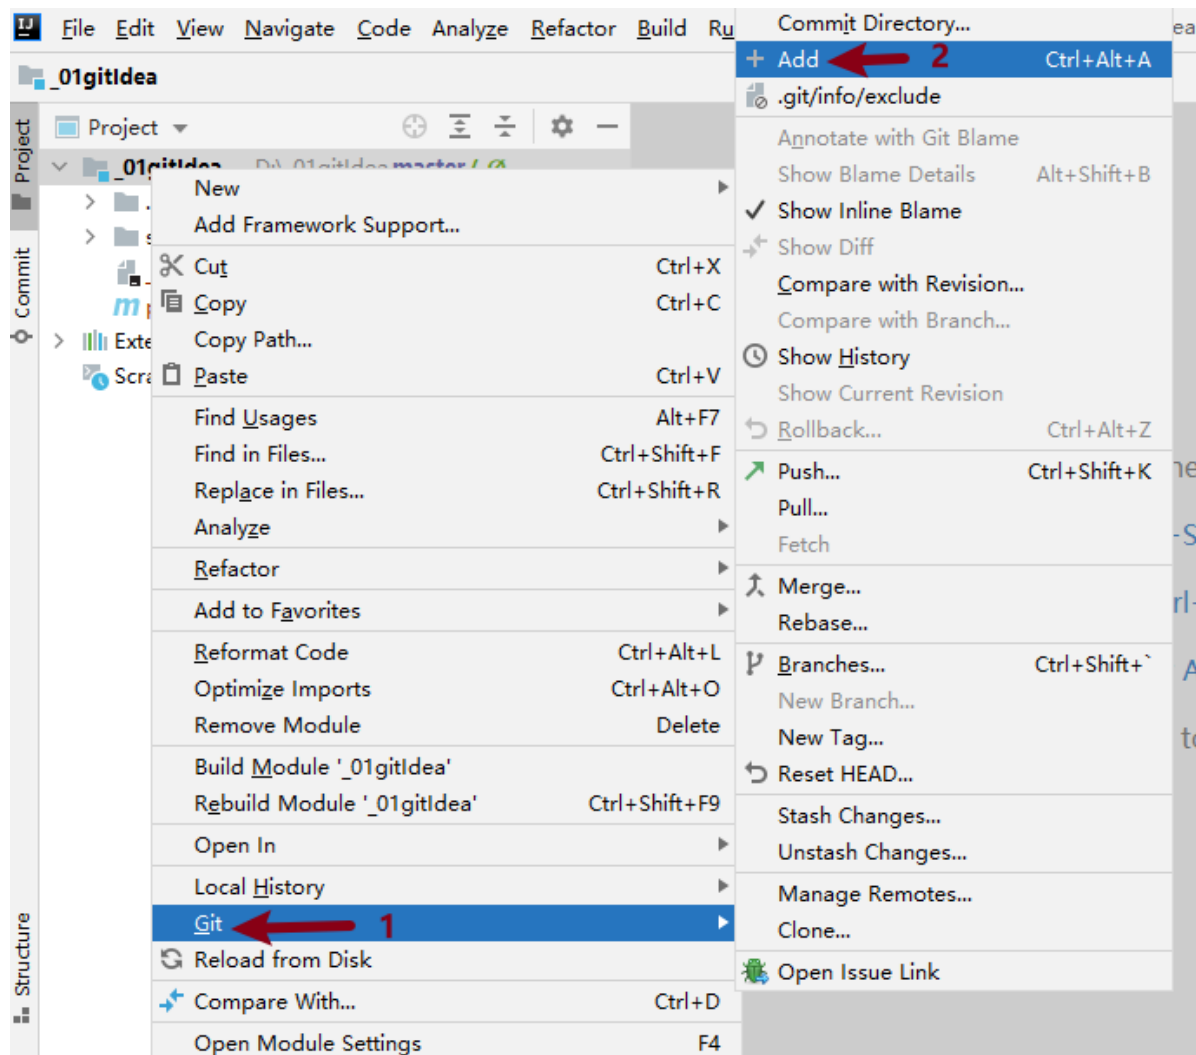 File Edit View Navigate Code Analyze Refactor Build Ru
_01gitIdea
Project
Project
_01gitIdea D:\_01gitIdea master / Ø
Commit
Exte
Scra
Structure
New
Add Framework Support...
Cut Ctrl+X
Copy Ctrl+C
Copy Path...
Paste Ctrl+V
Find Usages Alt+F7
Find in Files... Ctrl+Shift+F
Replace in Files... Ctrl+Shift+R
Analyze
Refactor
Add to Favorites
Reformat Code Ctrl+Alt+L
Optimize Imports Ctrl+Alt+O
Remove Module Delete
Build Module '_01gitIdea'
Rebuild Module '_01gitIdea' Ctrl+Shift+F9
Open In
Local History
Git 1
Reload from Disk
Compare With... Ctrl+D
Open Module Settings F4
Commit Directory...
Add 2 Ctrl+Alt+A
.git/info/exclude
Annotate with Git Blame
Show Blame Details Alt+Shift+B
Show Inline Blame
Show Diff
Compare with Revision...
Compare with Branch...
Show History
Show Current Revision
Rollback... Ctrl+Alt+Z
Push... Ctrl+Shift+K
Pull...
Fetch
Merge...
Rebase...
Branches... Ctrl+Shift+`
New Branch...
New Tag...
Reset HEAD...
Stash Changes...
Unstash Changes...
Manage Remotes...
Clone...
Open Issue Link